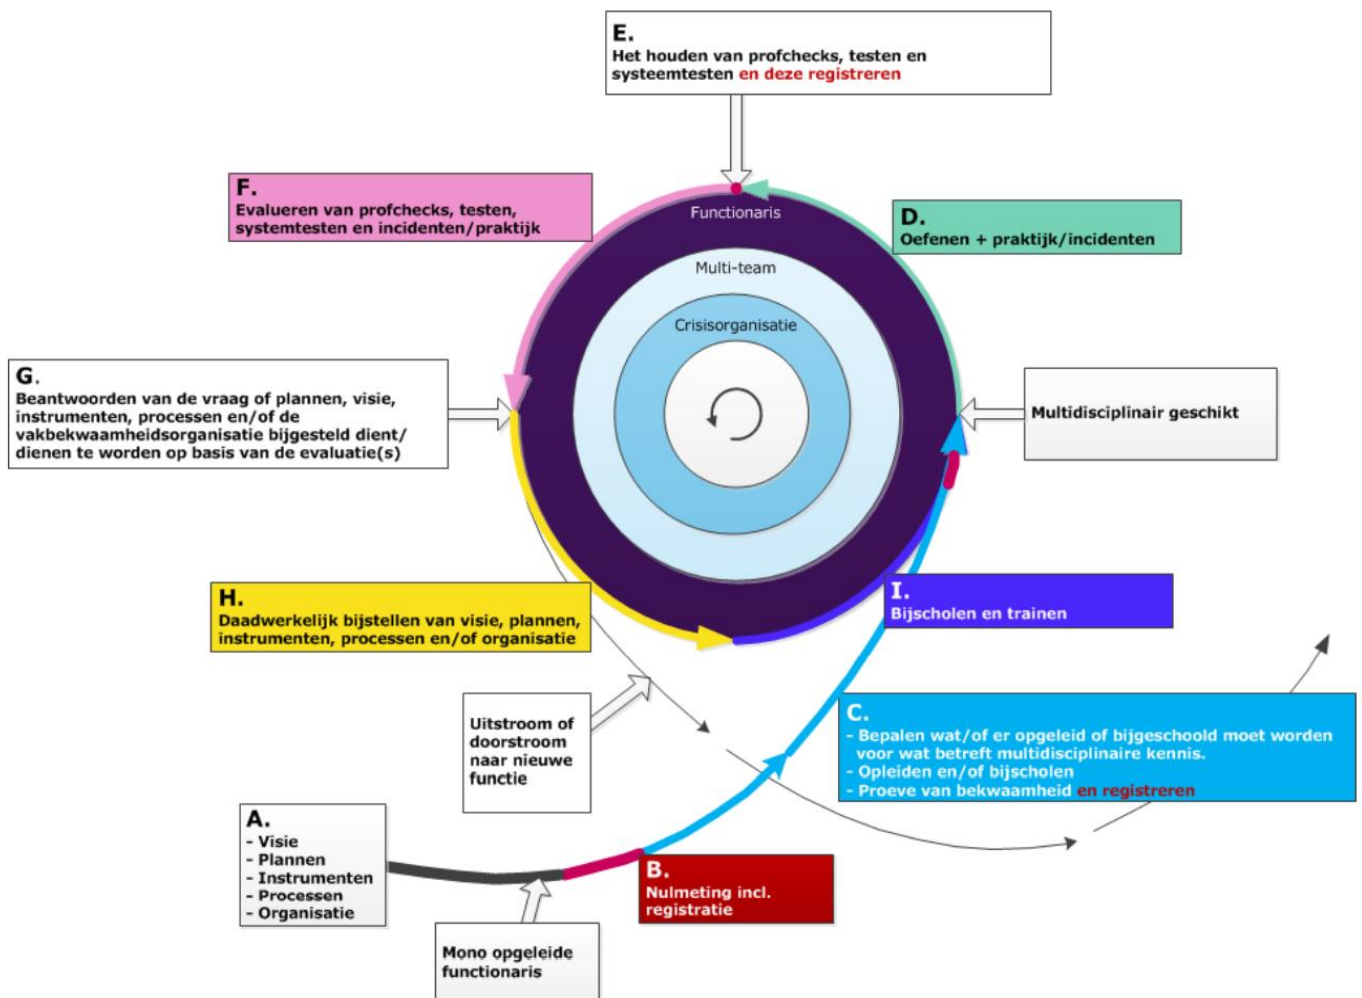 E.
Het houden van profchecks, testen en
systeemtesten en deze registreren
F.
Evalueren van profchecks, testen,
systemtesten en incidenten/praktijk
Functionaris
D.
Oefenen + praktijk/incidenten
Multi-team
Crisisorganisatie
G.
Beantwoorden van de vraag of plannen, visie,
instrumenten, processen en/of de
vakbekwaamheidsorganisatie bijgesteld dient/
dienen te worden op basis van de evaluatie(s)
Multidisciplinair geschikt
H.
Daadwerkelijk bijstellen van visie, plannen,
instrumenten, processen en/of organisatie
I.
Bijscholen en trainen
Uitstroom of
doorstroom
naar nieuwe
functie
C.
- Bepalen wat/of er opgeleid of bijgeschoold moet worden
voor wat betreft multidisciplinaire kennis.
- Opleiden en/of bijscholen
- Proeve van bekwaamheid en registreren
A.
- Visie
- Plannen
- Instrumenten
- Processen
- Organisatie
B.
Nulmeting incl.
registratie
Mono opgeleide
functionaris